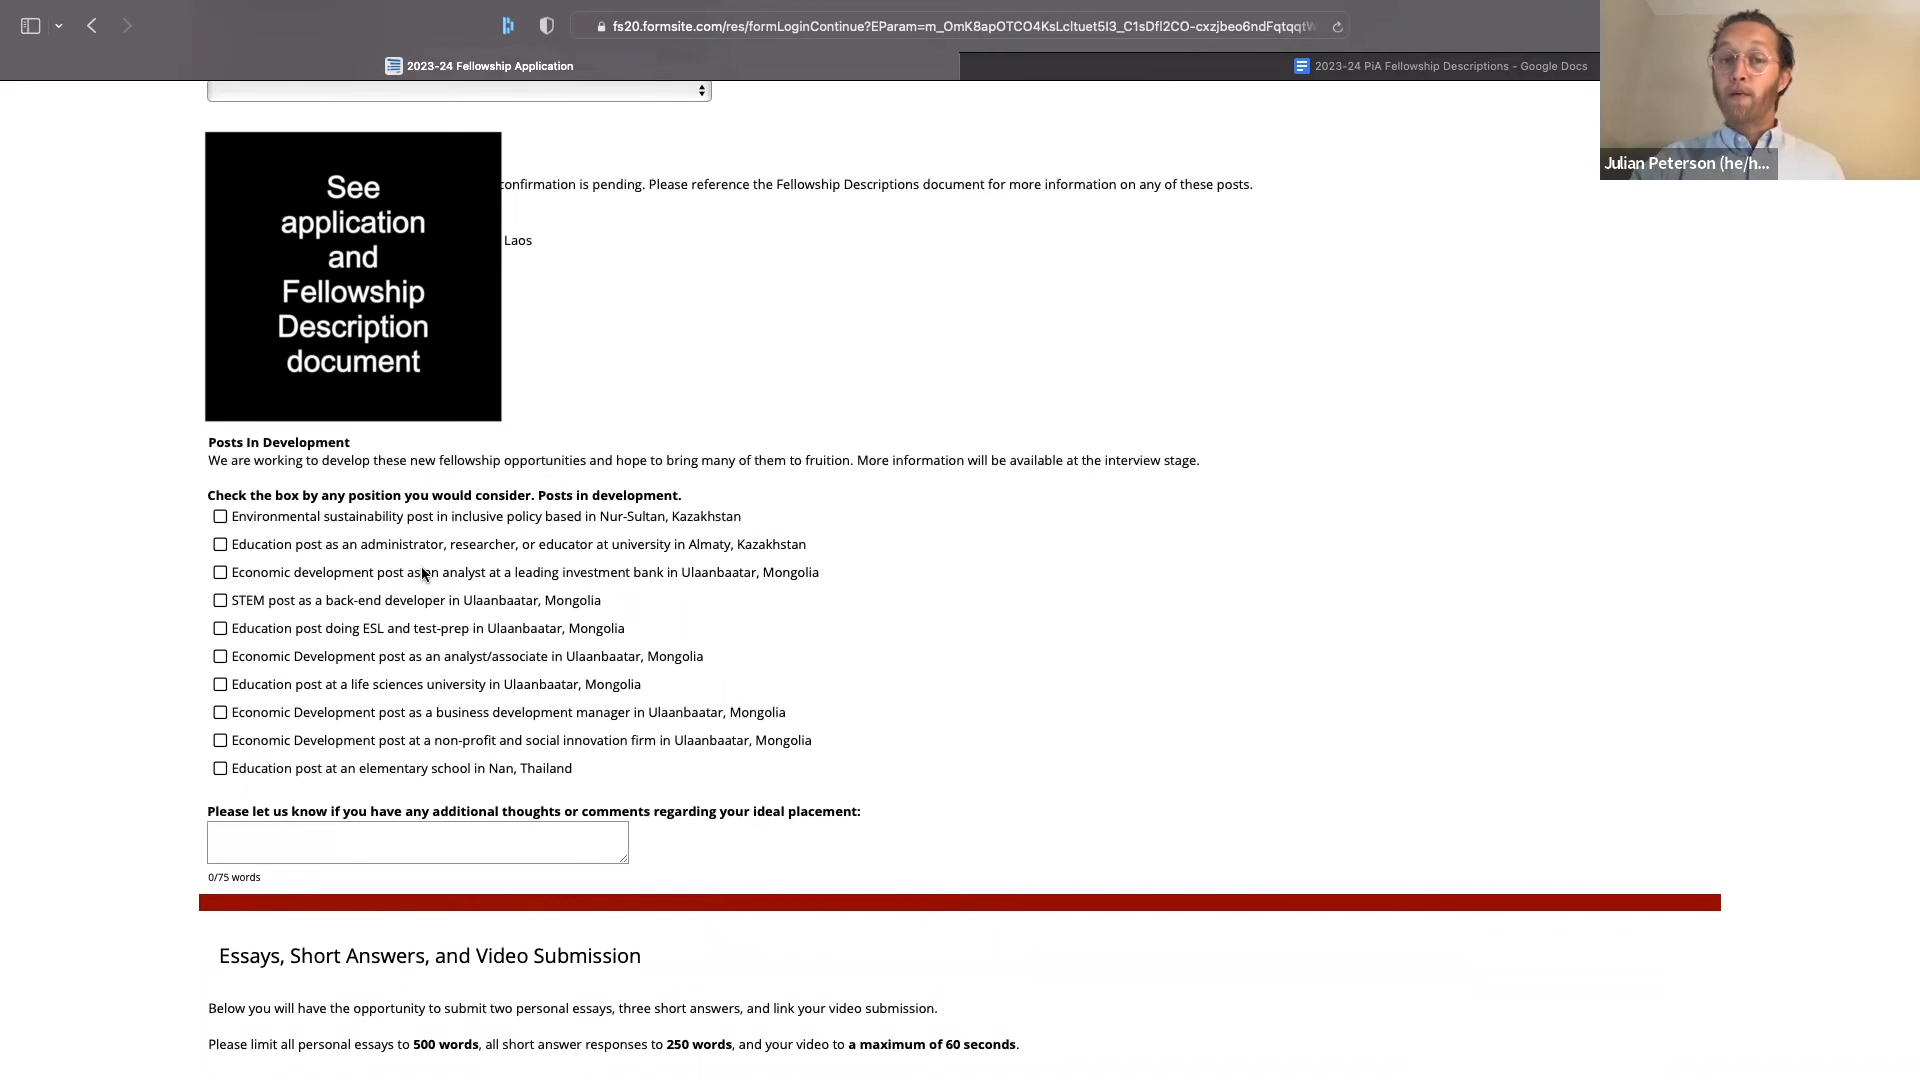 fs20.formsite.com/res/formLoginContinue?EParam=m_OmK8apOTCO4KsLcltuet5I3_C1sDfl2CO-cxzjbeo6ndFqtqqtW
2023-24 Fellowship Application
2023-24 PiA Fellowship Descriptions - Google Docs
Julian Peterson (he/h...
See
application
and
Fellowship
Description
document
confirmation is pending. Please reference the Fellowship Descriptions document for more information on any of these posts.
Laos
Posts In Development
We are working to develop these new fellowship opportunities and hope to bring many of them to fruition. More information will be available at the interview stage.
Check the box by any position you would consider. Posts in development.
Environmental sustainability post in inclusive policy based in Nur-Sultan, Kazakhstan
Education post as an administrator, researcher, or educator at university in Almaty, Kazakhstan
Economic development post as an analyst at a leading investment bank in Ulaanbaatar, Mongolia
STEM post as a back-end developer in Ulaanbaatar, Mongolia
Education post doing ESL and test-prep in Ulaanbaatar, Mongolia
Economic Development post as an analyst/associate in Ulaanbaatar, Mongolia
Education post at a life sciences university in Ulaanbaatar, Mongolia
Economic Development post as a business development manager in Ulaanbaatar, Mongolia
Economic Development post at a non-profit and social innovation firm in Ulaanbaatar, Mongolia
Education post at an elementary school in Nan, Thailand
Please let us know if you have any additional thoughts or comments regarding your ideal placement:
0/75 words
Essays, Short Answers, and Video Submission
Below you will have the opportunity to submit two personal essays, three short answers, and link your video submission.
Please limit all personal essays to 500 words, all short answer responses to 250 words, and your video to a maximum of 60 seconds.